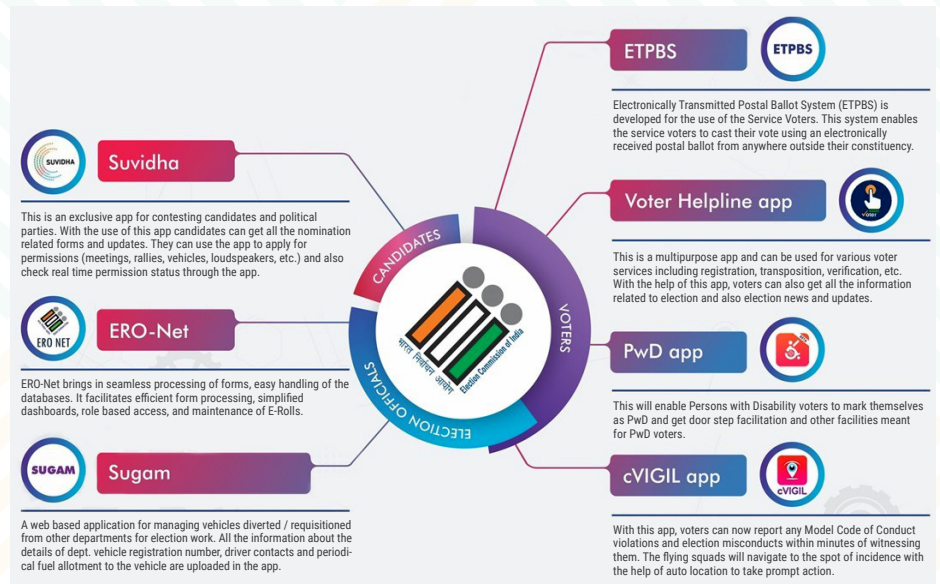 SUVIDHA
Suvidha
This is an exclusive app for contesting candidates and political
parties. With the use of this app candidates can get all the nomination
related forms and updates. They can use the app to apply for
permissions (meetings, rallies, vehicles, loudspeakers, etc.) and also
check real time permission status through the app.
ERO NET
ERO-Net
ERO-Net brings in seamless processing of forms, easy handling of the
databases. It facilitates efficient form processing, simplified
dashboards, role based access, and maintenance of E-Rolls.
SUGAM
Sugam
A web based application for managing vehicles diverted / requisitioned
from other departments for election work. All the information about the
details of dept. vehicle registration number, driver contacts and periodi-
cal fuel allotment to the vehicle are uploaded in the app.
CANDIDATES
VOTERS
ELECTION OFFICIALS
भारत निर्वाचन आयोग
Election Commission of India
ETPBS
ETPBS
Electronically Transmitted Postal Ballot System (ETPBS) is
developed for the use of the Service Voters. This system enables
the service voters to cast their vote using an electronically
received postal ballot from anywhere outside their constituency.
Voter Helpline app
This is a multipurpose app and can be used for various voter
services including registration, transposition, verification, etc.
With the help of this app, voters can also get all the information
related to election and also election news and updates.
PwD app
This will enable Persons with Disability voters to mark themselves
as PwD and get door step facilitation and other facilities meant
for PwD voters.
cVIGIL app
cVIGIL
With this app, voters can now report any Model Code of Conduct
violations and election misconducts within minutes of witnessing
them. The flying squads will navigate to the spot of incidence with
the help of auto location to take prompt action.